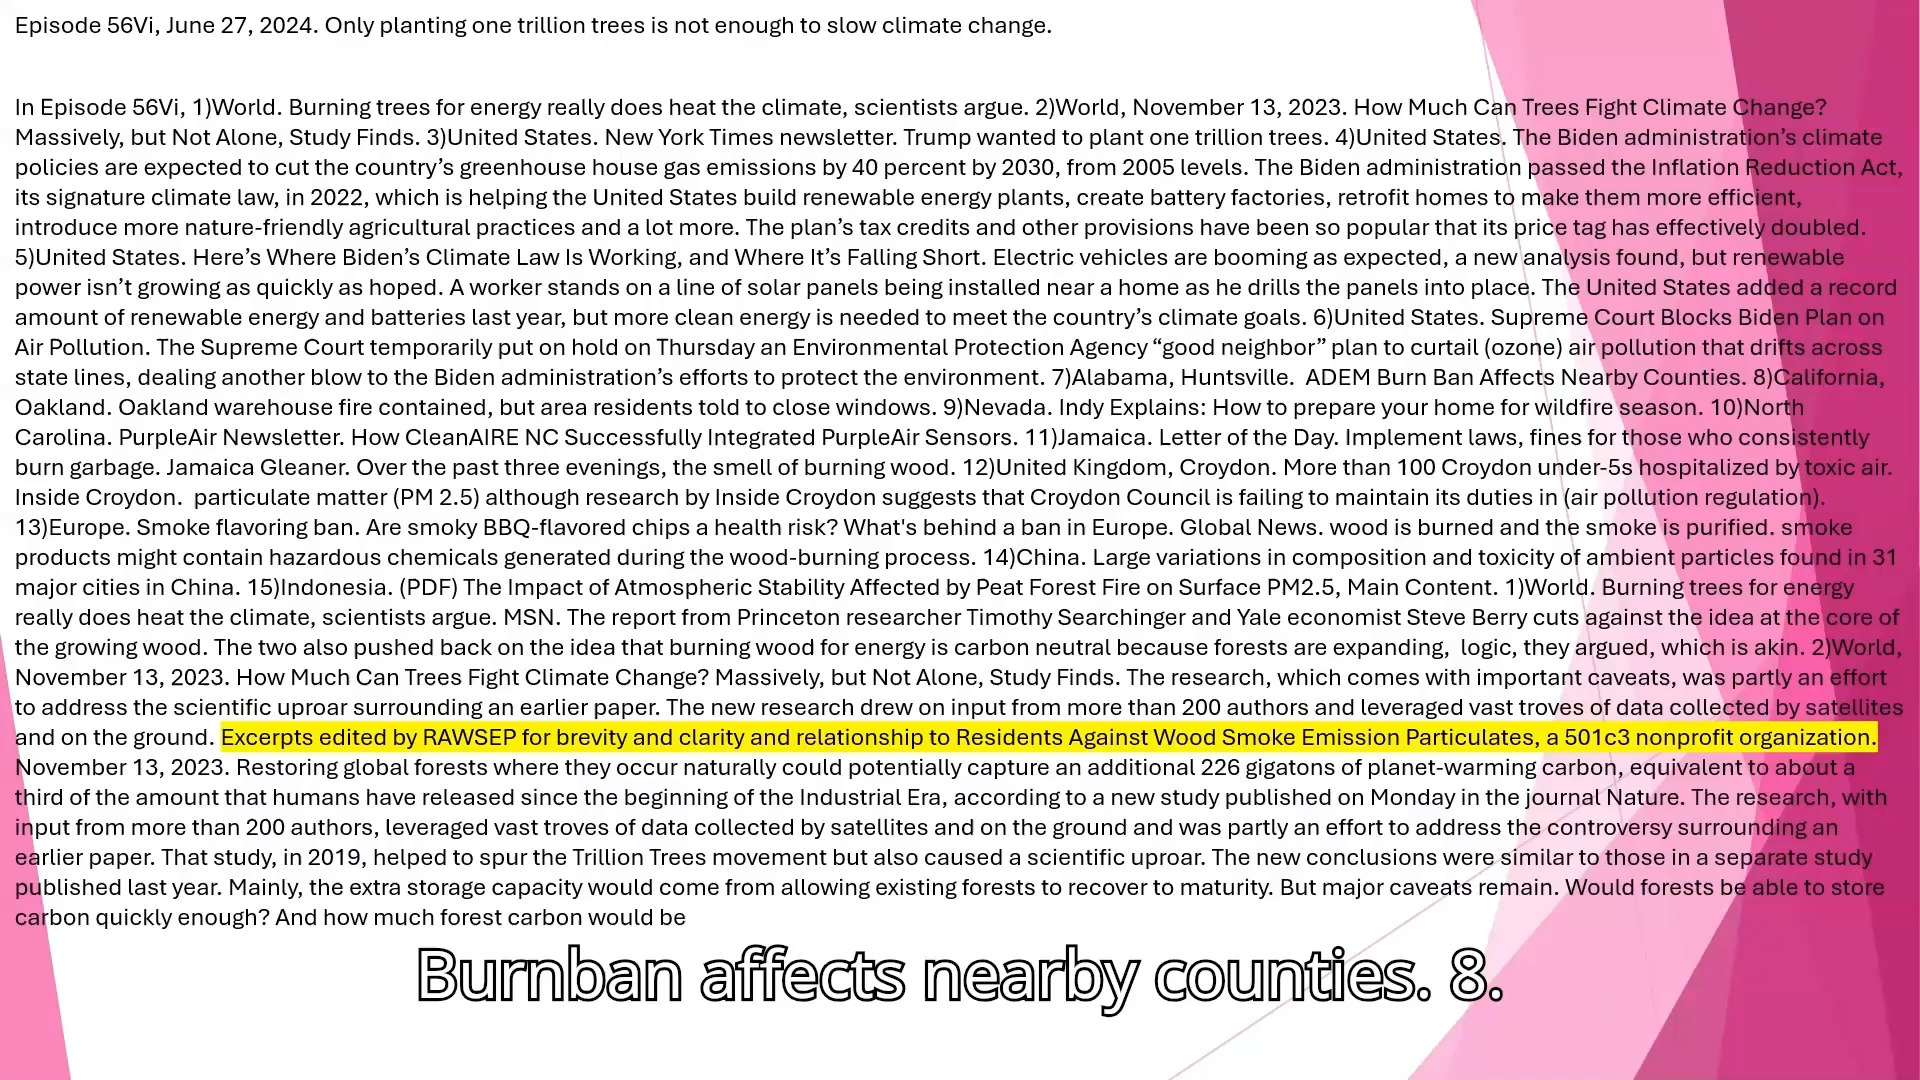 Episode 56Vi, June 27, 2024. Only planting one trillion trees is not enough to slow climate change.
In Episode 56Vi, 1)World. Burning trees for energy really does heat the climate, scientists argue. 2)World, November 13, 2023. How Much Can Trees Fight Climate Change?
Massively, but Not Alone, Study Finds. 3)United States. New York Times newsletter. Trump wanted to plant one trillion trees. 4)United States. The Biden administration’s climate
policies are expected to cut the country’s greenhouse house gas emissions by 40 percent by 2030, from 2005 levels. The Biden administration passed the Inflation Reduction Act,
its signature climate law, in 2022, which is helping the United States build renewable energy plants, create battery factories, retrofit homes to make them more efficient,
introduce more nature-friendly agricultural practices and a lot more. The plan’s tax credits and other provisions have been so popular that its price tag has effectively doubled.
5)United States. Here’s Where Biden’s Climate Law Is Working, and Where It’s Falling Short. Electric vehicles are booming as expected, a new analysis found, but renewable
power isn’t growing as quickly as hoped. A worker stands on a line of solar panels being installed near a home as he drills the panels into place. The United States added a record
amount of renewable energy and batteries last year, but more clean energy is needed to meet the country’s climate goals. 6)United States. Supreme Court Blocks Biden Plan on
Air Pollution. The Supreme Court temporarily put on hold on Thursday an Environmental Protection Agency “good neighbor” plan to curtail (ozone) air pollution that drifts across
state lines, dealing another blow to the Biden administration’s efforts to protect the environment. 7)Alabama, Huntsville.  ADEM Burn Ban Affects Nearby Counties. 8)California,
Oakland. Oakland warehouse fire contained, but area residents told to close windows. 9)Nevada. Indy Explains: How to prepare your home for wildfire season. 10)North
Carolina. PurpleAir Newsletter. How CleanAIRE NC Successfully Integrated PurpleAir Sensors. 11)Jamaica. Letter of the Day. Implement laws, fines for those who consistently
burn garbage. Jamaica Gleaner. Over the past three evenings, the smell of burning wood. 12)United Kingdom, Croydon. More than 100 Croydon under-5s hospitalized by toxic air.
Inside Croydon.  particulate matter (PM 2.5) although research by Inside Croydon suggests that Croydon Council is failing to maintain its duties in (air pollution regulation).
13)Europe. Smoke flavoring ban. Are smoky BBQ-flavored chips a health risk? What's behind a ban in Europe. Global News. wood is burned and the smoke is purified. smoke
products might contain hazardous chemicals generated during the wood-burning process. 14)China. Large variations in composition and toxicity of ambient particles found in 31
major cities in China. 15)Indonesia. (PDF) The Impact of Atmospheric Stability Affected by Peat Forest Fire on Surface PM2.5, Main Content. 1)World. Burning trees for energy
really does heat the climate, scientists argue. MSN. The report from Princeton researcher Timothy Searchinger and Yale economist Steve Berry cuts against the idea at the core of
the growing wood. The two also pushed back on the idea that burning wood for energy is carbon neutral because forests are expanding,  logic, they argued, which is akin. 2)World,
November 13, 2023. How Much Can Trees Fight Climate Change? Massively, but Not Alone, Study Finds. The research, which comes with important caveats, was partly an effort
to address the scientific uproar surrounding an earlier paper. The new research drew on input from more than 200 authors and leveraged vast troves of data collected by satellites
and on the ground. Excerpts edited by RAWSEP for brevity and clarity and relationship to Residents Against Wood Smoke Emission Particulates, a 501c3 nonprofit organization.
November 13, 2023. Restoring global forests where they occur naturally could potentially capture an additional 226 gigatons of planet-warming carbon, equivalent to about a
third of the amount that humans have released since the beginning of the Industrial Era, according to a new study published on Monday in the journal Nature. The research, with
input from more than 200 authors, leveraged vast troves of data collected by satellites and on the ground and was partly an effort to address the controversy surrounding an
earlier paper. That study, in 2019, helped to spur the Trillion Trees movement but also caused a scientific uproar. The new conclusions were similar to those in a separate study
published last year. Mainly, the extra storage capacity would come from allowing existing forests to recover to maturity. But major caveats remain. Would forests be able to store
carbon quickly enough? And how much forest carbon would be
Burnban affects nearby counties. 8.